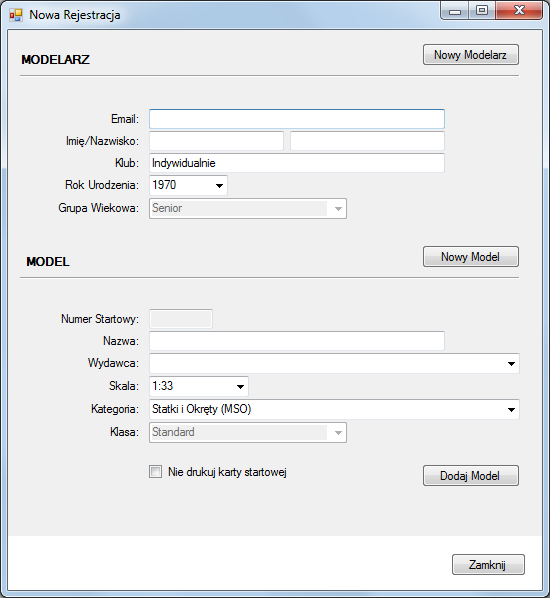 Nowa Rejestracja
MODELARZ
Nowy Modelarz
Email:
Imię/Nazwisko:
Klub: Indywidualnie
Rok Urodzenia: 1970
Grupa Wiekowa: Senior
MODEL
Nowy Model
Numer Startowy:
Nazwa:
Wydawca:
Skala: 1:33
Kategoria: Statki i Okręty (MSO)
Klasa: Standard
Nie drukuj karty startowej
Dodaj Model
Zamknij